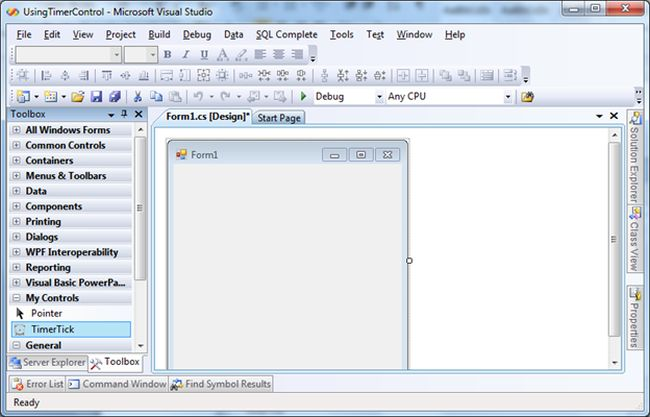 UsingTimerControl - Microsoft Visual Studio
File Edit View Project Build Debug Data SQL Complete Tools Test Window Help
Debug Any CPU
Toolbox
Form1.cs [Design]* Start Page
All Windows Forms
Common Controls
Containers
Menus & Toolbars
Data
Components
Printing
Dialogs
WPF Interoperability
Reporting
Visual Basic PowerPa...
My Controls
Pointer
TimerTick
General
Form1
Solution Explorer
Class View
Properties
Server Explorer Toolbox
Error List Command Window Find Symbol Results
Ready